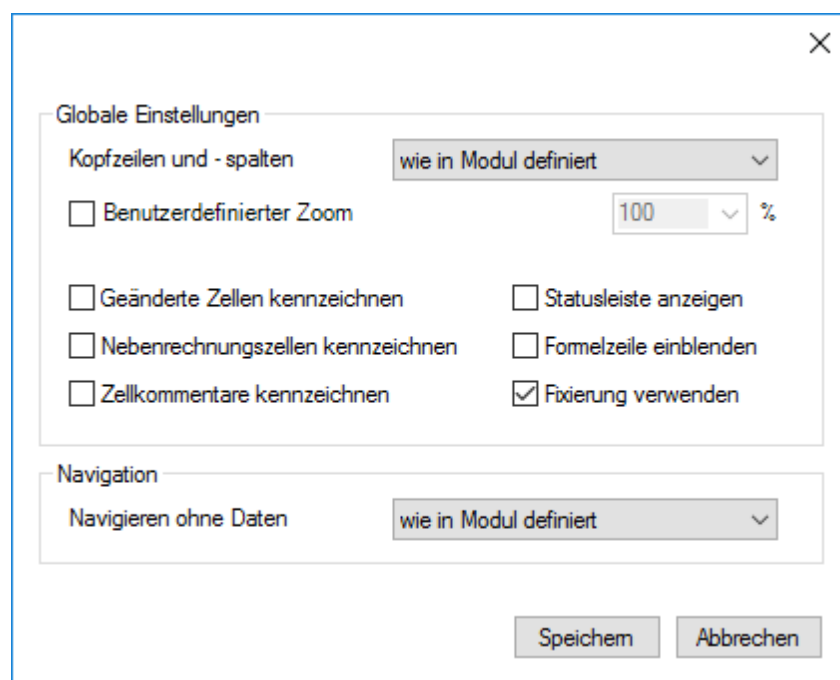 Globale Einstellungen
Kopfzeilen und - spalten wie in Modul definiert
Benutzerdefinierter Zoom 100 %
Geänderte Zellen kennzeichnen Statusleiste anzeigen
Nebenrechnungszellen kennzeichnen Formelzeile einblenden
Zellkommentare kennzeichnen Fixierung verwenden
Navigation
Navigieren ohne Daten wie in Modul definiert
Speichern Abbrechen